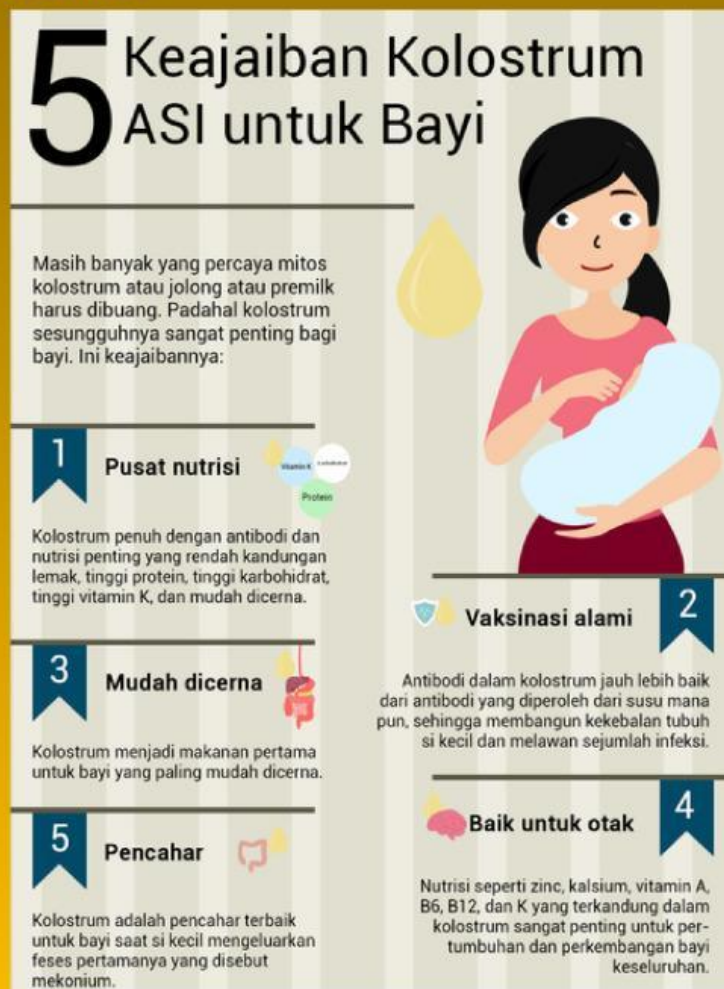 5 Keajaiban Kolostrum
ASI untuk Bayi
Masih banyak yang percaya mitos
kolostrum atau jolong atau premilk
harus dibuang. Padahal kolostrum
sesungguhnya sangat penting bagi
bayi. Ini keajaibannya:
1
Pusat nutrisi
Vitamin K
Protein
Kolostrum penuh dengan antibodi dan
nutrisi penting yang rendah kandungan
lemak, tinggi protein, tinggi karbohidrat,
tinggi vitamin K, dan mudah dicerna.
2
Vaksinasi alami
Antibodi dalam kolostrum jauh lebih baik
dari antibodi yang diperoleh dari susu mana
pun, sehingga membangun kekebalan tubuh
si kecil dan melawan sejumlah infeksi.
3
Mudah dicerna
Kolostrum menjadi makanan pertama
untuk bayi yang paling mudah dicerna.
4
Baik untuk otak
Nutrisi seperti zinc, kalsium, vitamin A,
B6, B12, dan K yang terkandung dalam
kolostrum sangat penting untuk per-
tumbuhan dan perkembangan bayi
keseluruhan.
5
Pencahar
Kolostrum adalah pencahar terbaik
untuk bayi saat si kecil mengeluarkan
feses pertamanya yang disebut
mekonium.